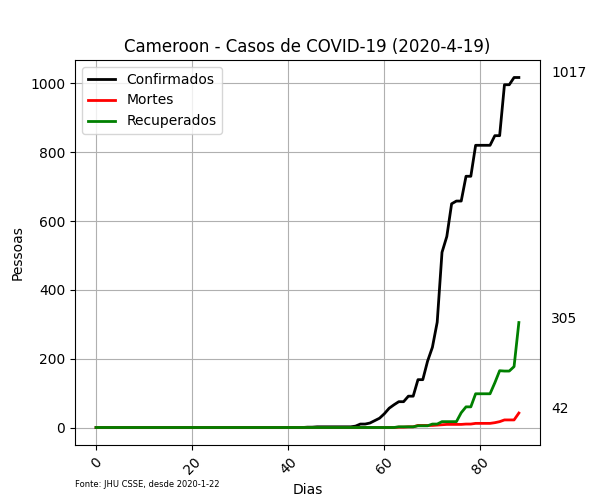 Cameroon - Casos de COVID-19 (2020-4-19)
Confirmados
Mortes
Recuperados
1017
305
42
Pessoas
1000
800
600
400
200
0
0
20
40
60
80
Dias
Fonte: JHU CSSE, desde 2020-1-22